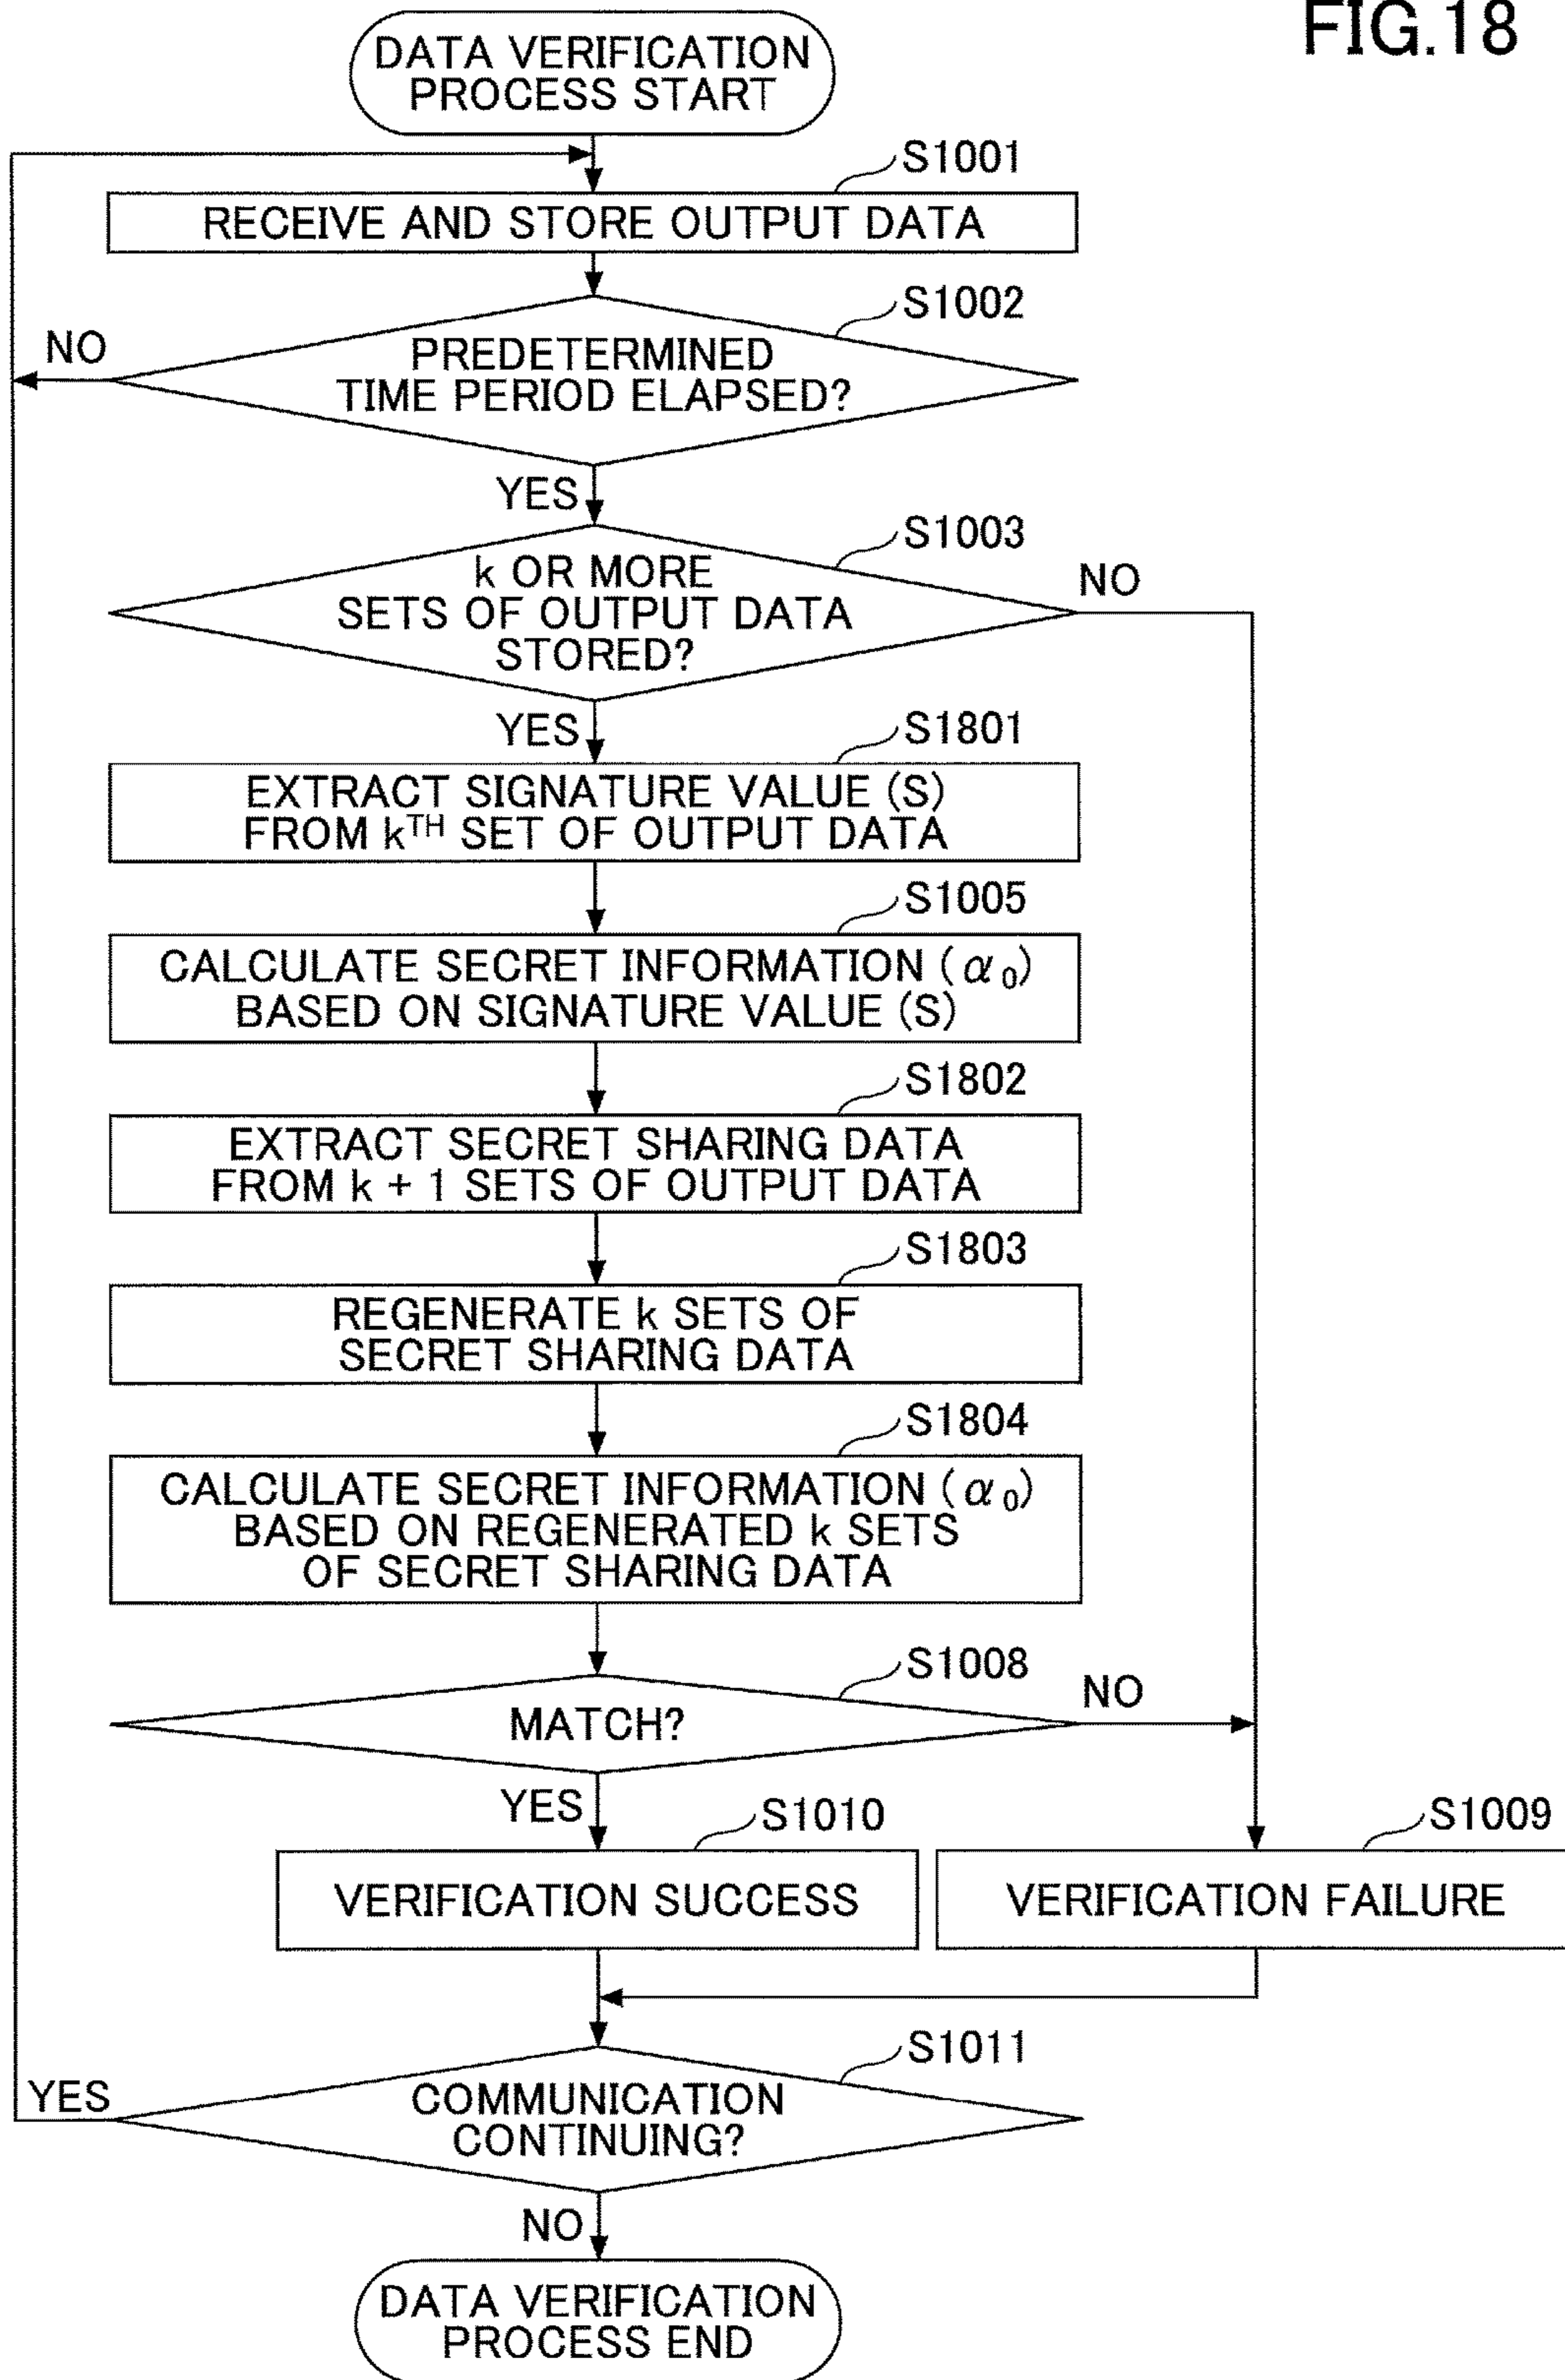 FIG.18
DATA VERIFICATION
PROCESS START
S1001
RECEIVE AND STORE OUTPUT DATA
S1002
NO
PREDETERMINED
TIME PERIOD ELAPSED?
YES
S1003
k OR MORE
SETS OF OUTPUT DATA
STORED?
NO
YES
S1801
EXTRACT SIGNATURE VALUE (S)
FROM kTH SET OF OUTPUT DATA
S1005
CALCULATE SECRET INFORMATION (α0)
BASED ON SIGNATURE VALUE (S)
S1802
EXTRACT SECRET SHARING DATA
FROM k + 1 SETS OF OUTPUT DATA
S1803
REGENERATE k SETS OF
SECRET SHARING DATA
S1804
CALCULATE SECRET INFORMATION (α0)
BASED ON REGENERATED k SETS
OF SECRET SHARING DATA
S1008
MATCH?
NO
YES
S1010
S1009
VERIFICATION SUCCESS
VERIFICATION FAILURE
S1011
YES
COMMUNICATION
CONTINUING?
NO
DATA VERIFICATION
PROCESS END